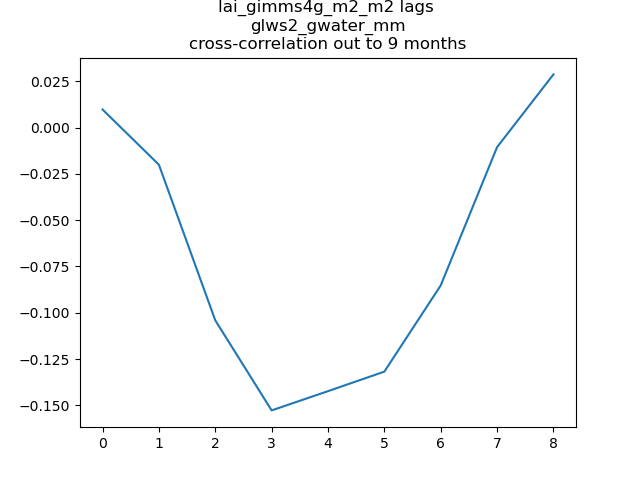 lai_gimms4g_m2_m2 lags
glws2_gwater_mm
cross-correlation out to 9 months
0.025
0.000
−0.025
−0.050
−0.075
−0.100
−0.125
−0.150
0 1 2 3 4 5 6 7 8